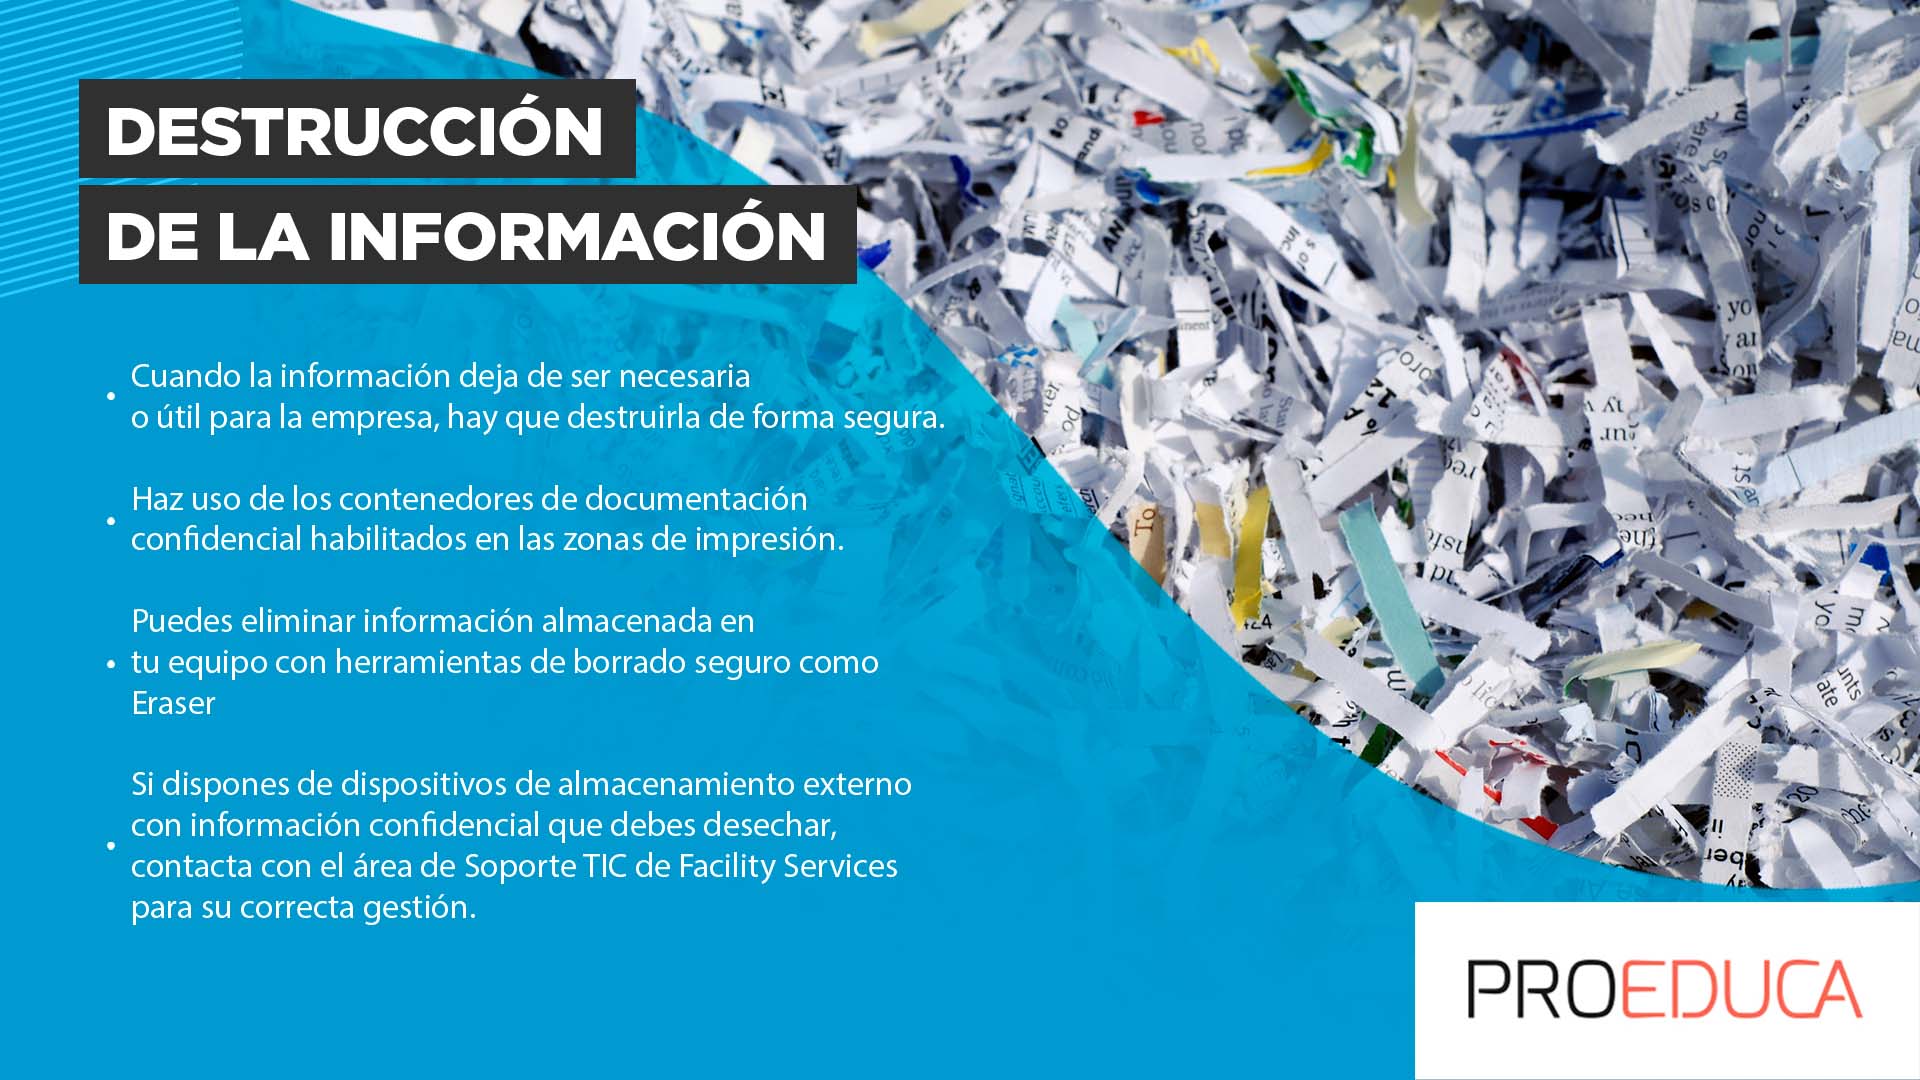 DESTRUCCIÓN
DE LA INFORMACIÓN
• Cuando la información deja de ser necesaria
o útil para la empresa, hay que destruirla de forma segura.
• Haz uso de los contenedores de documentación
confidencial habilitados en las zonas de impresión.
• Puedes eliminar información almacenada en
tu equipo con herramientas de borrado seguro como
Eraser
• Si dispones de dispositivos de almacenamiento externo
con información confidencial que debes desechar,
contacta con el área de Soporte TIC de Facility Services
para su correcta gestión.
PROEDUCA